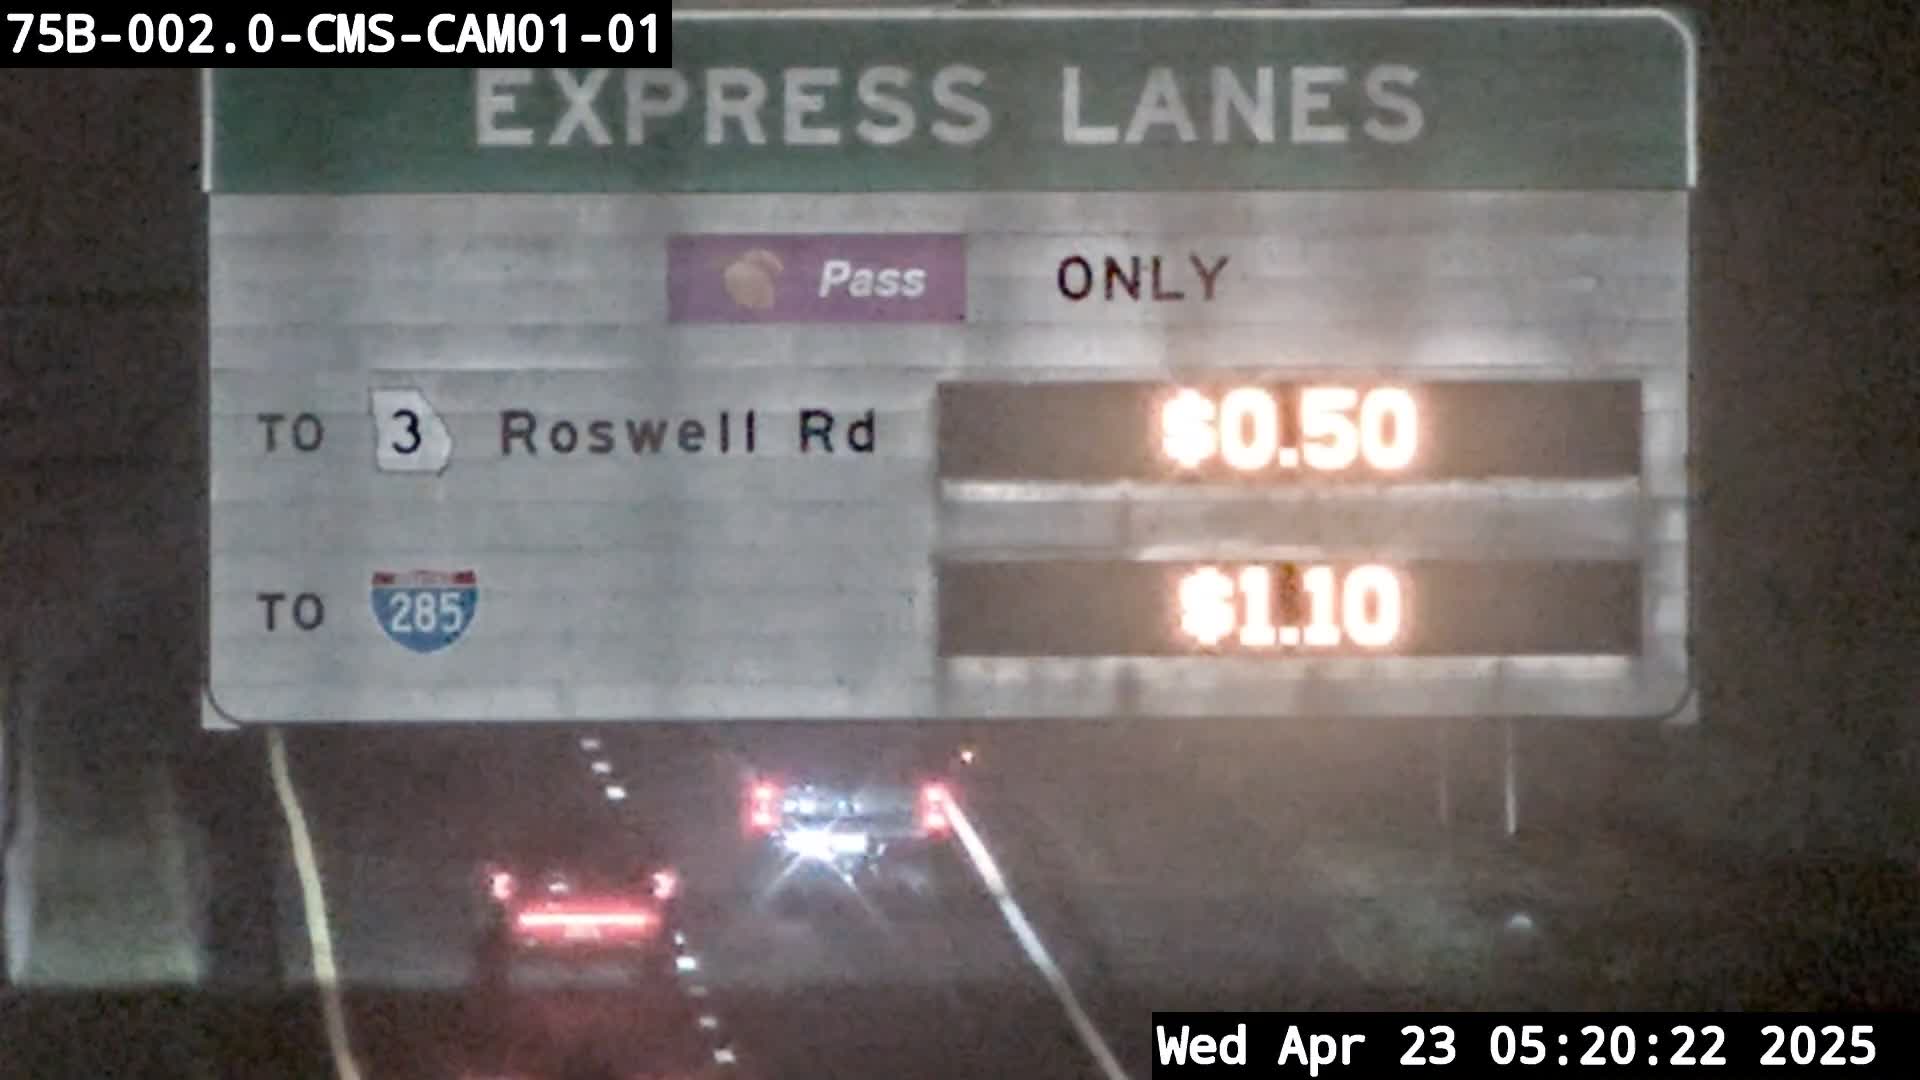 75B-002.0-CMS-CAM01-01
EXPRESS LANES
Pass ONLY
TO 3 Roswell Rd $0.50
TO 285 $1.10
Wed Apr 23 05:20:22 2025